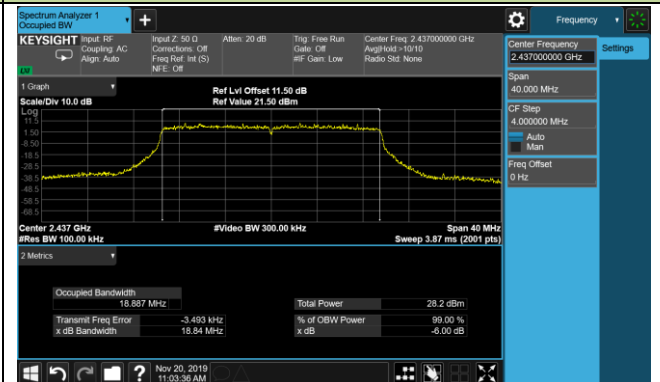 Spectrum Analyzer 1
Occupied BW
Frequency
KEYSIGHT
Input: RF
Coupling: AC
Align: Auto
Input Z: 50 Ω
Corrections: Off
Freq Ref: Int (S)
NFE: Off
Atten: 20 dB
Trig: Free Run
Gate: Off
#IF Gain: Low
Center Freq: 2.437000000 GHz
Avg|Hold:>10/10
Radio Std: None
Center Frequency
2.437000000 GHz
Settings
Span
40.000 MHz
CF Step
4.000000 MHz
Auto
Man
Freq Offset
0 Hz
1 Graph
Scale/Div 10.0 dB
Ref Lvl Offset 11.50 dB
Ref Value 21.50 dBm
Log
11.5
1.50
-8.50
-18.5
-28.5
-38.5
-48.5
-58.5
-68.5
Center 2.437 GHz
#Video BW 300.00 kHz
Span 40 MHz
#Res BW 100.00 kHz
Sweep 3.87 ms (2001 pts)
2 Metrics
Occupied Bandwidth
18.887 MHz
Total Power 28.2 dBm
Transmit Freq Error -3.493 kHz
% of OBW Power 99.00 %
x dB Bandwidth 18.84 MHz
x dB -6.00 dB
?
Nov 20, 2019
11:03:36 AM